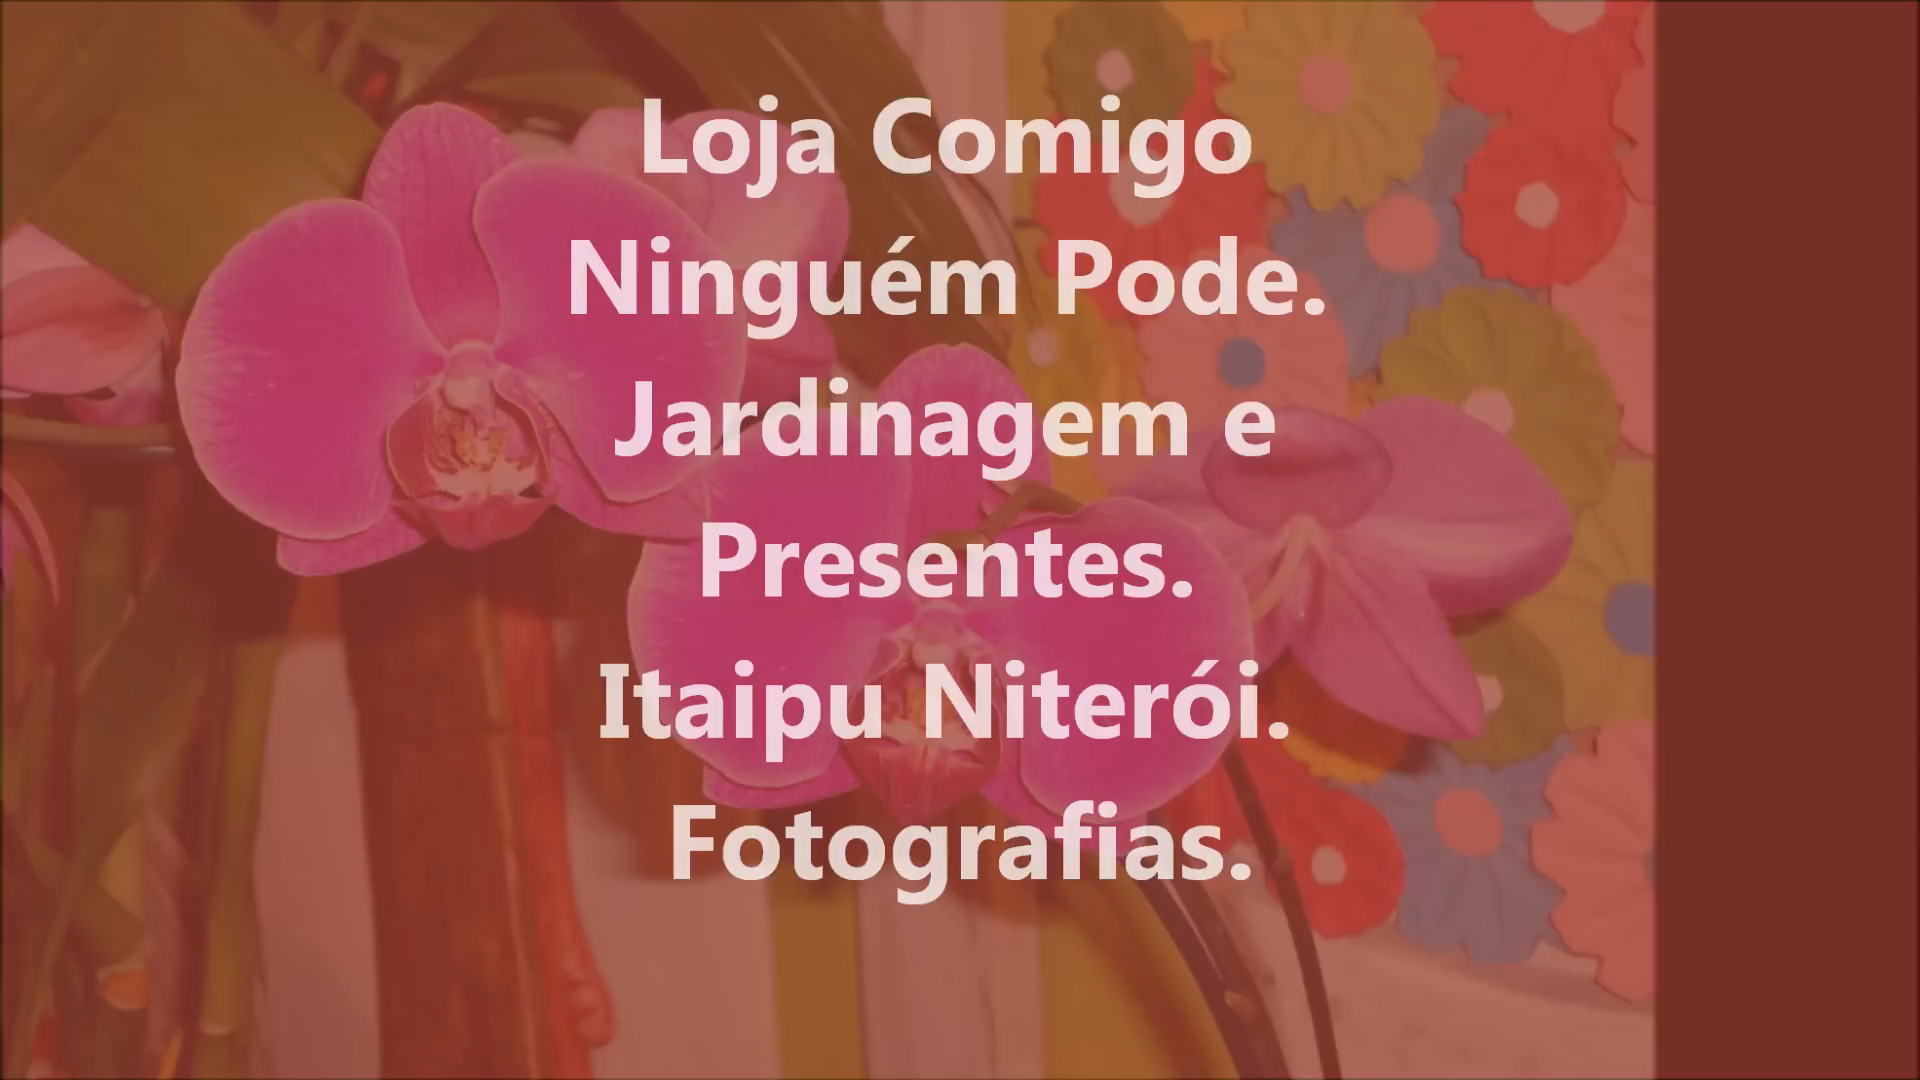 Loja Comigo
Ninguém Pode.
Jardinagem e
Presentes.
Itaipu Niterói.
Fotografias.